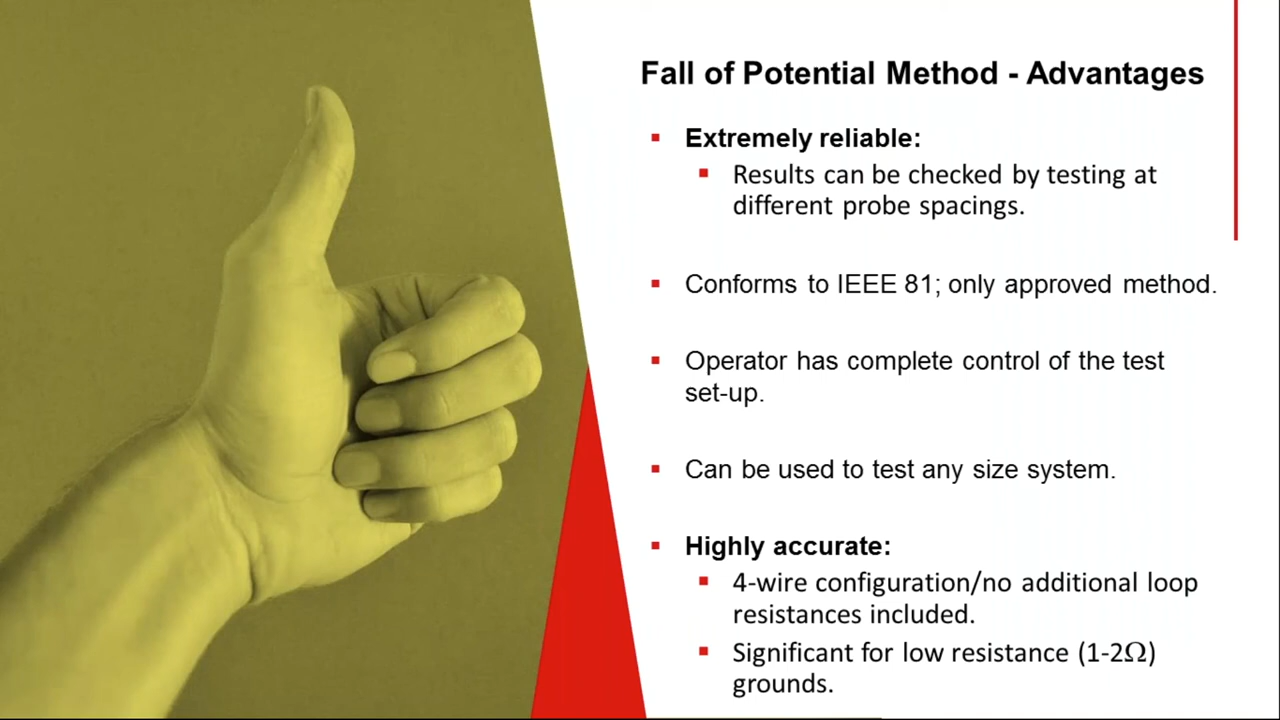 Fall of Potential Method - Advantages
Extremely reliable:
Results can be checked by testing at
different probe spacings.
Conforms to IEEE 81; only approved method.
Operator has complete control of the test
set-up.
Can be used to test any size system.
Highly accurate:
4-wire configuration/no additional loop
resistances included.
Significant for low resistance (1-2Ω)
grounds.